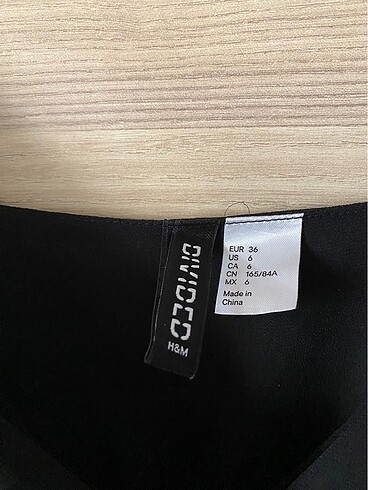 DIVIDED
H&M
EUR 36
US 6
CA 6
CN 165/84A
MX 6
Made in
China